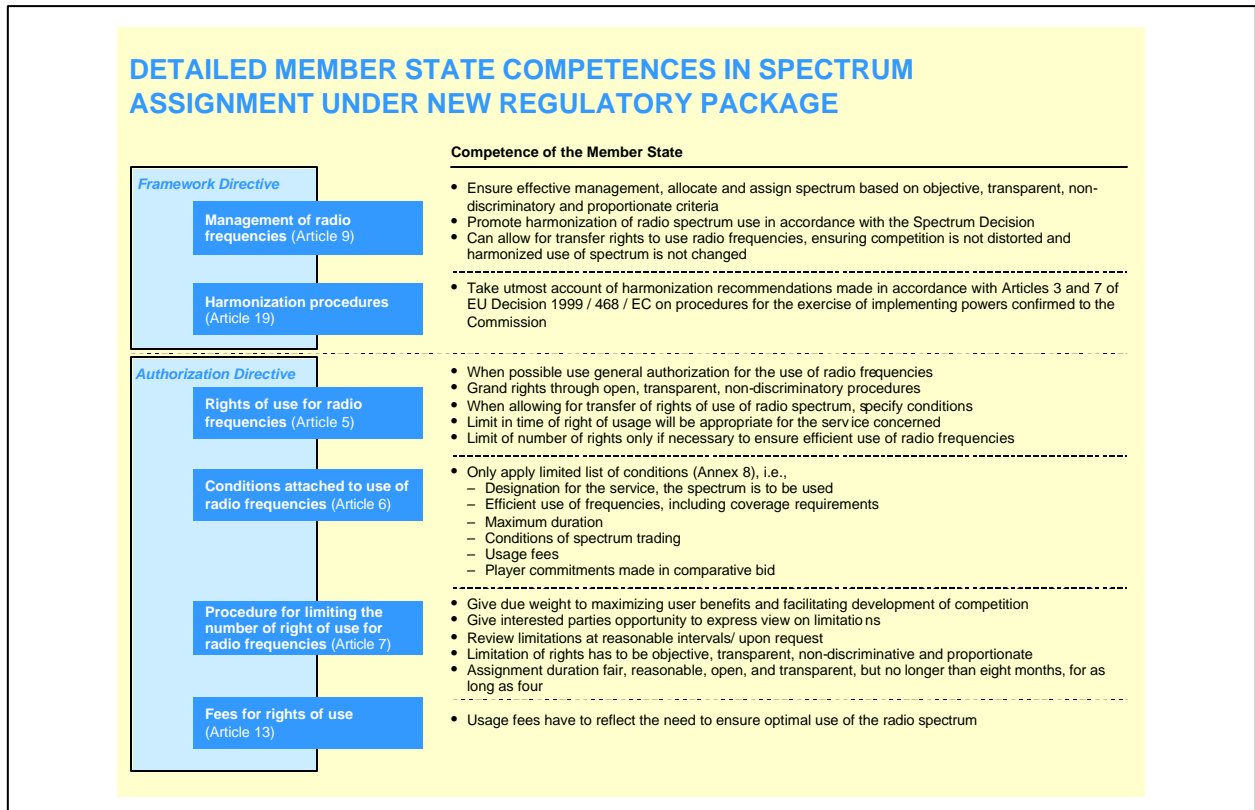 DETAILED MEMBER STATE COMPETENCES IN SPECTRUM
ASSIGNMENT UNDER NEW REGULATORY PACKAGE
Competence of the Member State
Framework Directive
Management of radio
frequencies (Article 9)
• Ensure effective management, allocate and assign spectrum based on objective, transparent, non-
discriminatory and proportionate criteria
• Promote harmonization of radio spectrum use in accordance with the Spectrum Decision
• Can allow for transfer rights to use radio frequencies, ensuring competition is not distorted and
harmonized use of spectrum is not changed
Harmonization procedures
(Article 19)
• Take utmost account of harmonization recommendations made in accordance with Articles 3 and 7 of
EU Decision 1999 / 468 / EC on procedures for the exercise of implementing powers confirmed to the
Commission
Authorization Directive
Rights of use for radio
frequencies (Article 5)
• When possible use general authorization for the use of radio frequencies
• Grand rights through open, transparent, non-discriminatory procedures
• When allowing for transfer of rights of use of radio spectrum, specify conditions
• Limit in time of right of usage will be appropriate for the service concerned
• Limit of number of rights only if necessary to ensure efficient use of radio frequencies
Conditions attached to use of
radio frequencies (Article 6)
• Only apply limited list of conditions (Annex 8), i.e.,
– Designation for the service, the spectrum is to be used
– Efficient use of frequencies, including coverage requirements
– Maximum duration
– Conditions of spectrum trading
– Usage fees
– Player commitments made in comparative bid
Procedure for limiting the
number of right of use for
radio frequencies (Article 7)
• Give due weight to maximizing user benefits and facilitating development of competition
• Give interested parties opportunity to express view on limitations
• Review limitations at reasonable intervals/ upon request
• Limitation of rights has to be objective, transparent, non-discriminative and proportionate
• Assignment duration fair, reasonable, open, and transparent, but no longer than eight months, for as
long as four
Fees for rights of use
(Article 13)
• Usage fees have to reflect the need to ensure optimal use of the radio spectrum